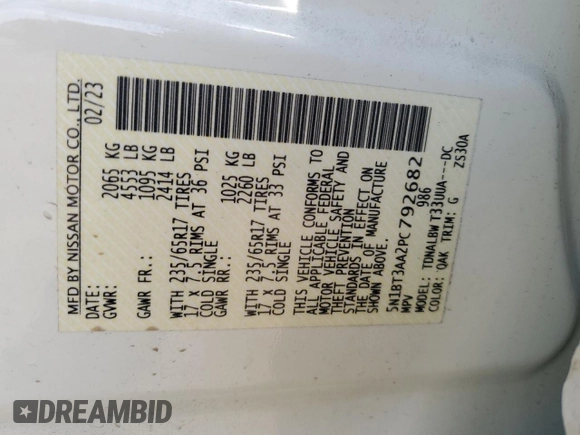 MFD BY NISSAN MOTOR CO., LTD.
DATE: 02/23
GVWR: 2065 KG
4553 LB
GAWR FR.: 1095 KG
2414 LB
WITH 235/65R17 TIRES
17 X 7.5 RIMS AT 36 PSI
COLD SINGLE
GAWR RR.: 1025 KG
2260 LB
WITH 235/65R17 TIRES
17 X 7.5 RIMS AT 33 PSI
COLD SINGLE
THIS VEHICLE CONFORMS TO
ALL APPLICABLE FEDERAL
MOTOR VEHICLE SAFETY AND
THEFT PREVENTION
STANDARDS IN EFFECT ON
THE DATE OF MANUFACTURE
SHOWN ABOVE.
5N1BT3AA2PC792682
MPV 986
TDNALBWT33UUA----DC
COLOR: QAK TRIM: G ZS30A
DREAMBID